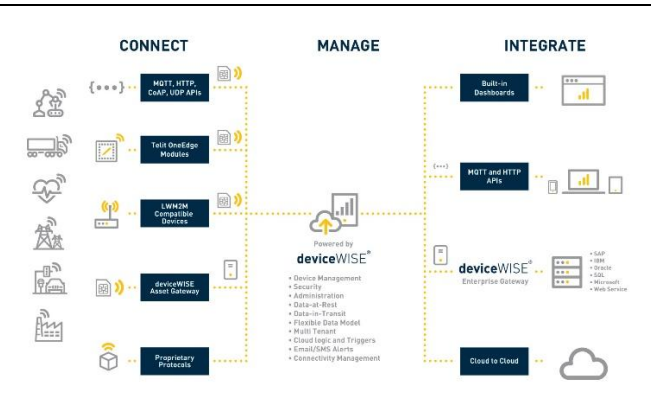 CONNECT
MANAGE
INTEGRATE
{•••}
MQTT, HTTP,
CoAP, UDP APIs
Telit OneEdge
Modules
LWM2M
Compatible
Devices
deviceWISE
Asset Gateway
Proprietary
Protocols
Powered by
deviceWISE®
• Device Management
• Security
• Administration
• Data-at-Rest
• Data-in-Transit
• Flexible Data Model
• Multi Tenant
• Cloud logic and Triggers
• Email/SMS Alerts
• Connectivity Management
Built-in
Dashboards
{•••}
MQTT and HTTP
APIs
deviceWISE®
Enterprise Gateway
• SAP
• IBM
• Oracle
• SQL
• Microsoft
• Web Service
Cloud to Cloud